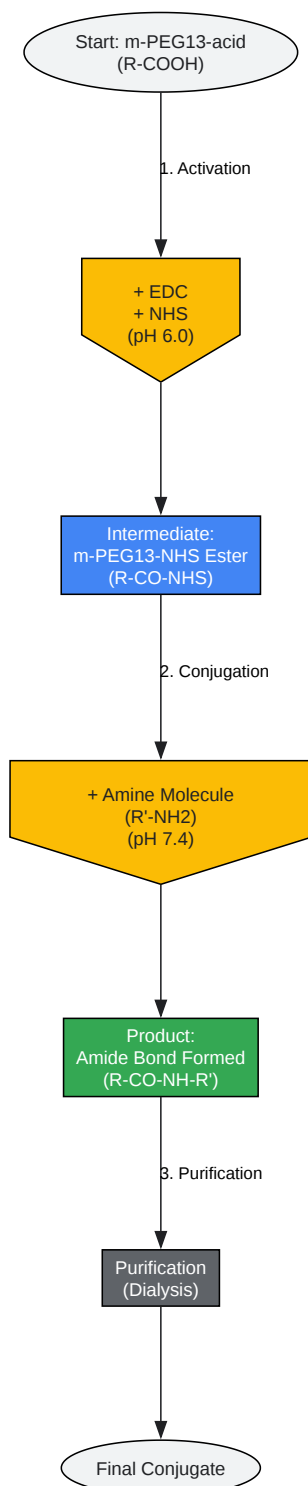 Start: m-PEG13-acid
(R-COOH)
1. Activation
+ EDC
+ NHS
(pH 6.0)
Intermediate:
m-PEG13-NHS Ester
(R-CO-NHS)
2. Conjugation
+ Amine Molecule
(R'-NH2)
(pH 7.4)
Product:
Amide Bond Formed
(R-CO-NH-R')
3. Purification
Purification
(Dialysis)
Final Conjugate